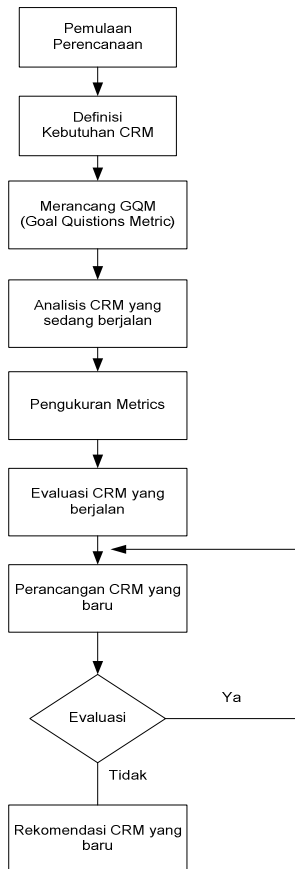 Pemulaan
Perencanaan
Definisi
Kebutuhan CRM
Merancang GQM
(Goal Quistions Metric)
Analisis CRM yang
sedang berjalan
Pengukuran Metrics
Evaluasi CRM yang
berjalan
Perancangan CRM yang
baru
Ya
Evaluasi
Tidak
Rekomendasi CRM yang
baru